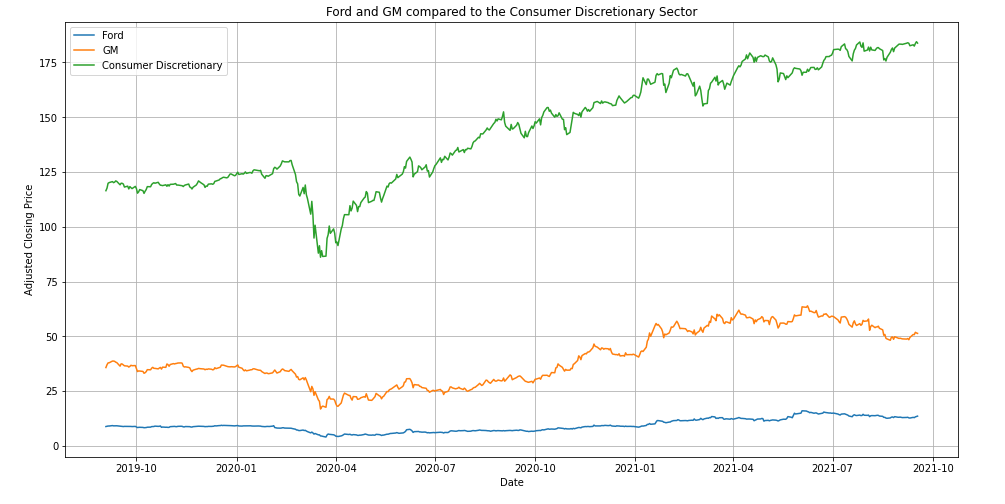 Ford and GM compared to the Consumer Discretionary Sector
Ford
GM
Consumer Discretionary
Adjusted Closing Price
175
150
125
100
75
50
25
0
2019-10 2020-01 2020-04 2020-07 2020-10 2021-01 2021-04 2021-07 2021-10
Date